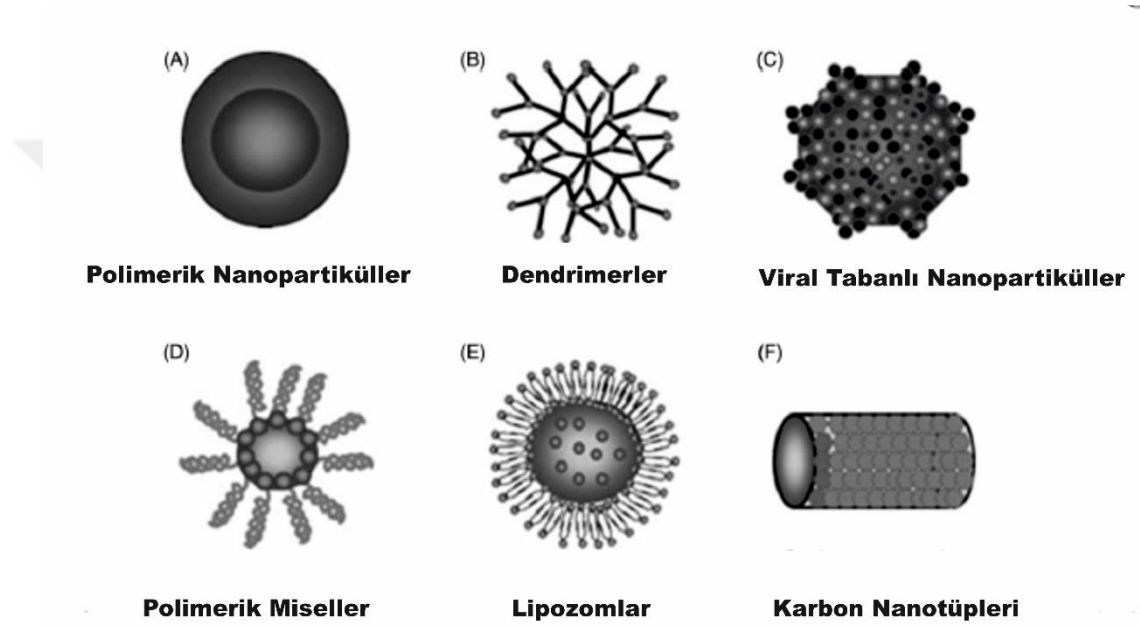 (A) (B) (C)
Polimerik Nanopartiküller Dendrimerler Viral Tabanlı Nanopartiküller
(D) (E) (F)
Polimerik Miseller Lipozomlar Karbon Nanotüpleri